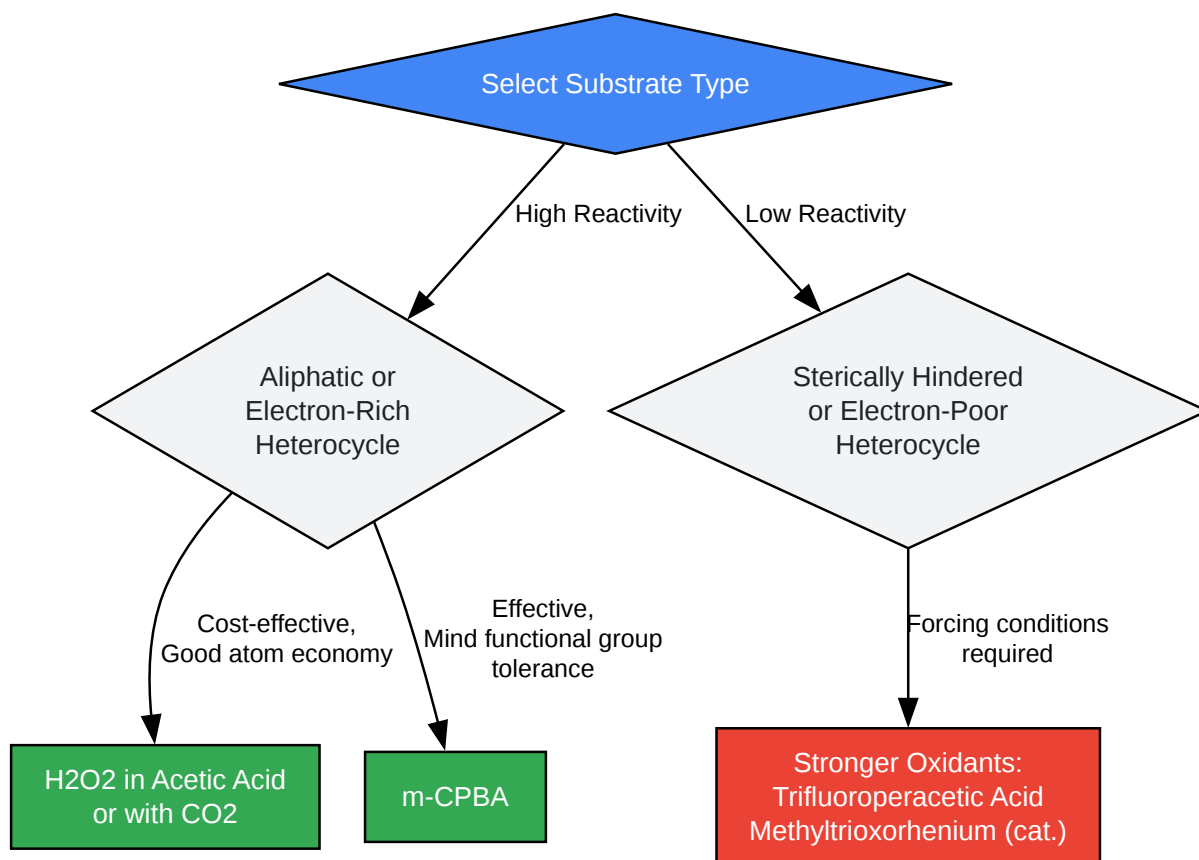 Select Substrate Type
High Reactivity
Low Reactivity
Aliphatic or
Electron-Rich
Heterocycle
Sterically Hindered
or Electron-Poor
Heterocycle
Cost-effective,
Good atom economy
Effective,
Mind functional group
tolerance
Forcing conditions
required
H2O2 in Acetic Acid
or with CO2
m-CPBA
Stronger Oxidants:
Trifluoroperacetic Acid
Methyltrioxorhenium (cat.)